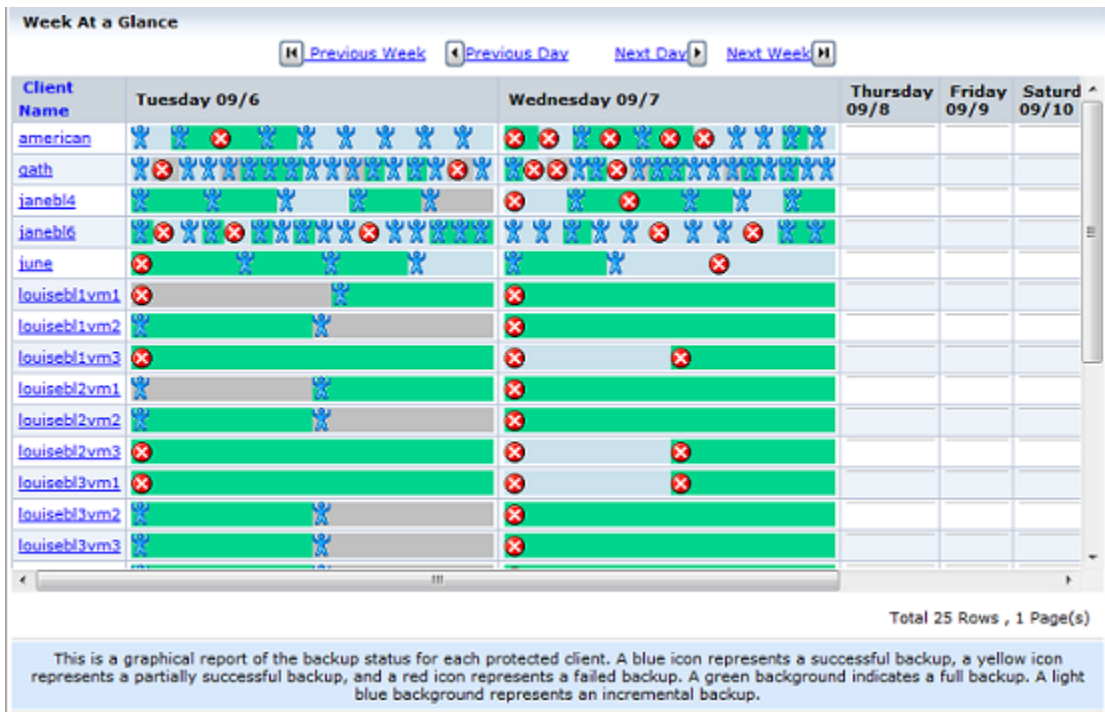 Week At a Glance
Previous Week Previous Day Next Day Next Week
Client Name Tuesday 09/6 Wednesday 09/7 Thursday 09/8 Friday 09/9 Saturd 09/10
american
oath
janebl4
janebl6
june
louisebl1vm1
louisebl1vm2
louisebl1vm3
louisebl2vm1
louisebl2vm2
louisebl2vm3
louisebl3vm1
louisebl3vm2
louisebl3vm3
Total 25 Rows , 1 Page(s)
This is a graphical report of the backup status for each protected client. A blue icon represents a successful backup, a yellow icon
represents a partially successful backup, and a red icon represents a failed backup. A green background indicates a full backup. A light
blue background represents an incremental backup.